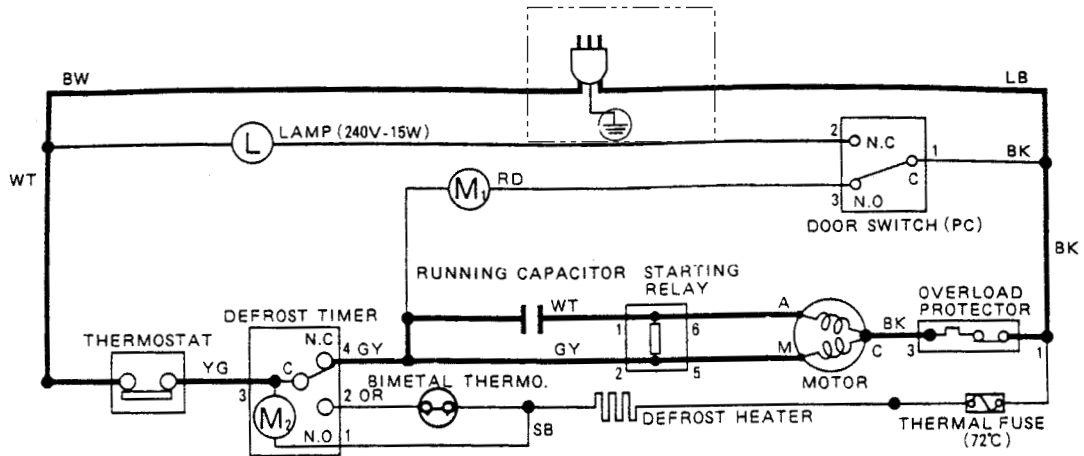 BW
LB
LAMP (240V-15W)
L
2
N.C
1
BK
C
WT
M1
RD
3
N.O
DOOR SWITCH (PC)
BK
RUNNING CAPACITOR
STARTING
RELAY
WT
A
OVERLOAD
PROTECTOR
DEFROST TIMER
1
6
THERMOSTAT
N.C
4
GY
GY
M
C
BK
3
1
YG
C
2
5
MOTOR
3
BIMETAL THERMO.
2
OR
M2
SB
DEFROST HEATER
THERMAL FUSE
(72℃)
N.O
1